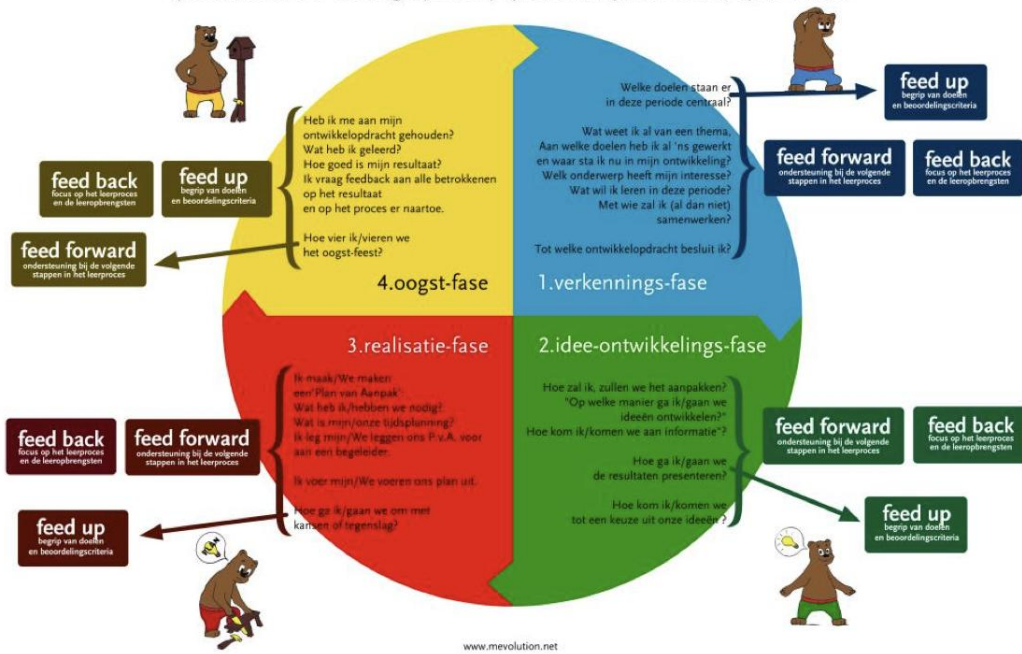 feed up
begrip van doelen
en beoordelingscriteria
Welke doelen staan er
in deze periode centraal?
Wat weet ik al van een thema,
Aan welke doelen heb ik al 'ns gewerkt
en waar sta ik nu in mijn ontwikkeling?
Welk onderwerp heeft mijn interesse?
Wat wil ik leren in deze periode?
Met wie zal ik (al dan niet)
samenwerken?
Tot welke ontwikkelopdracht besluit ik?
feed forward
ondersteuning bij de volgende
stappen in het leerproces
feed back
focus op het leerproces
en de leeropbrengsten
1.verkennings-fase
2.idee-ontwikkelings-fase
Hoe zal ik, zullen we het aanpakken?
"Op welke manier ga ik/gaan we
ideeën ontwikkelen?"
Hoe kom ik/komen we aan informatie"?
Hoe ga ik/gaan we
de resultaten presenteren?
Hoe kom ik/komen we
tot een keuze uit onze ideeën ?
feed forward
ondersteuning bij de volgende
stappen in het leerproces
feed back
focus op het leerproces
en de leeropbrengsten
feed up
begrip van doelen
en beoordelingscriteria
3.realisatie-fase
Ik maak/We maken
een'Plan van Aanpak':
Wat heb ik/hebben we nodig?
Wat is mijn/onze tijdsplanning?
Ik leg mijn/We leggen ons P.v.A. voor
aan een begeleider.
Ik voer mijn/We voeren ons plan uit.
Hoe ga ik/gaan we om met
kansen of tegenslag?
feed back
focus op het leerproces
en de leeropbrengsten
feed forward
ondersteuning bij de volgende
stappen in het leerproces
feed up
begrip van doelen
en beoordelingscriteria
4.oogst-fase
Heb ik me aan mijn
ontwikkelopdracht gehouden?
Wat heb ik geleerd?
Hoe goed is mijn resultaat?
Ik vraag feedback aan alle betrokkenen
op het resultaat
en op het proces er naartoe.
Hoe vier ik/vieren we
het oogst-feest?
feed back
focus op het leerproces
en de leeropbrengsten
feed up
begrip van doelen
en beoordelingscriteria
feed forward
ondersteuning bij de volgende
stappen in het leerproces
www.mevolution.net